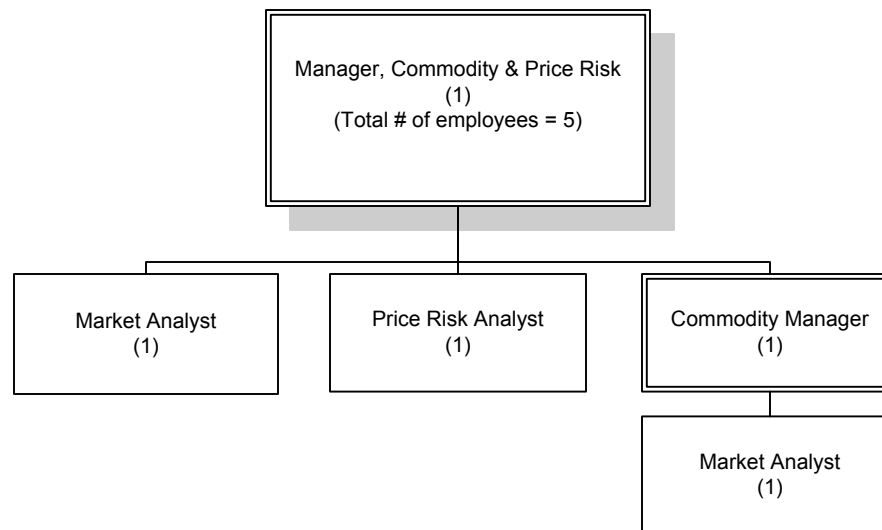 Manager, Commodity & Price Risk
(1)
(Total # of employees = 5)
Market Analyst
(1)
Price Risk Analyst
(1)
Commodity Manager
(1)
Market Analyst
(1)